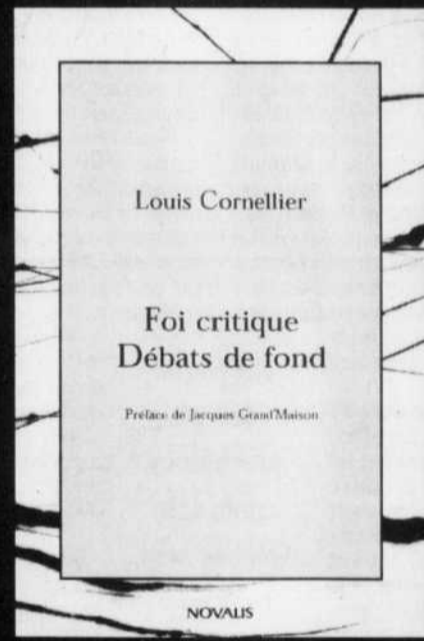 Louis Cornellier
Foi critique
Débats de fond
Préface de Jacques Grand'Maison
NOVALIS